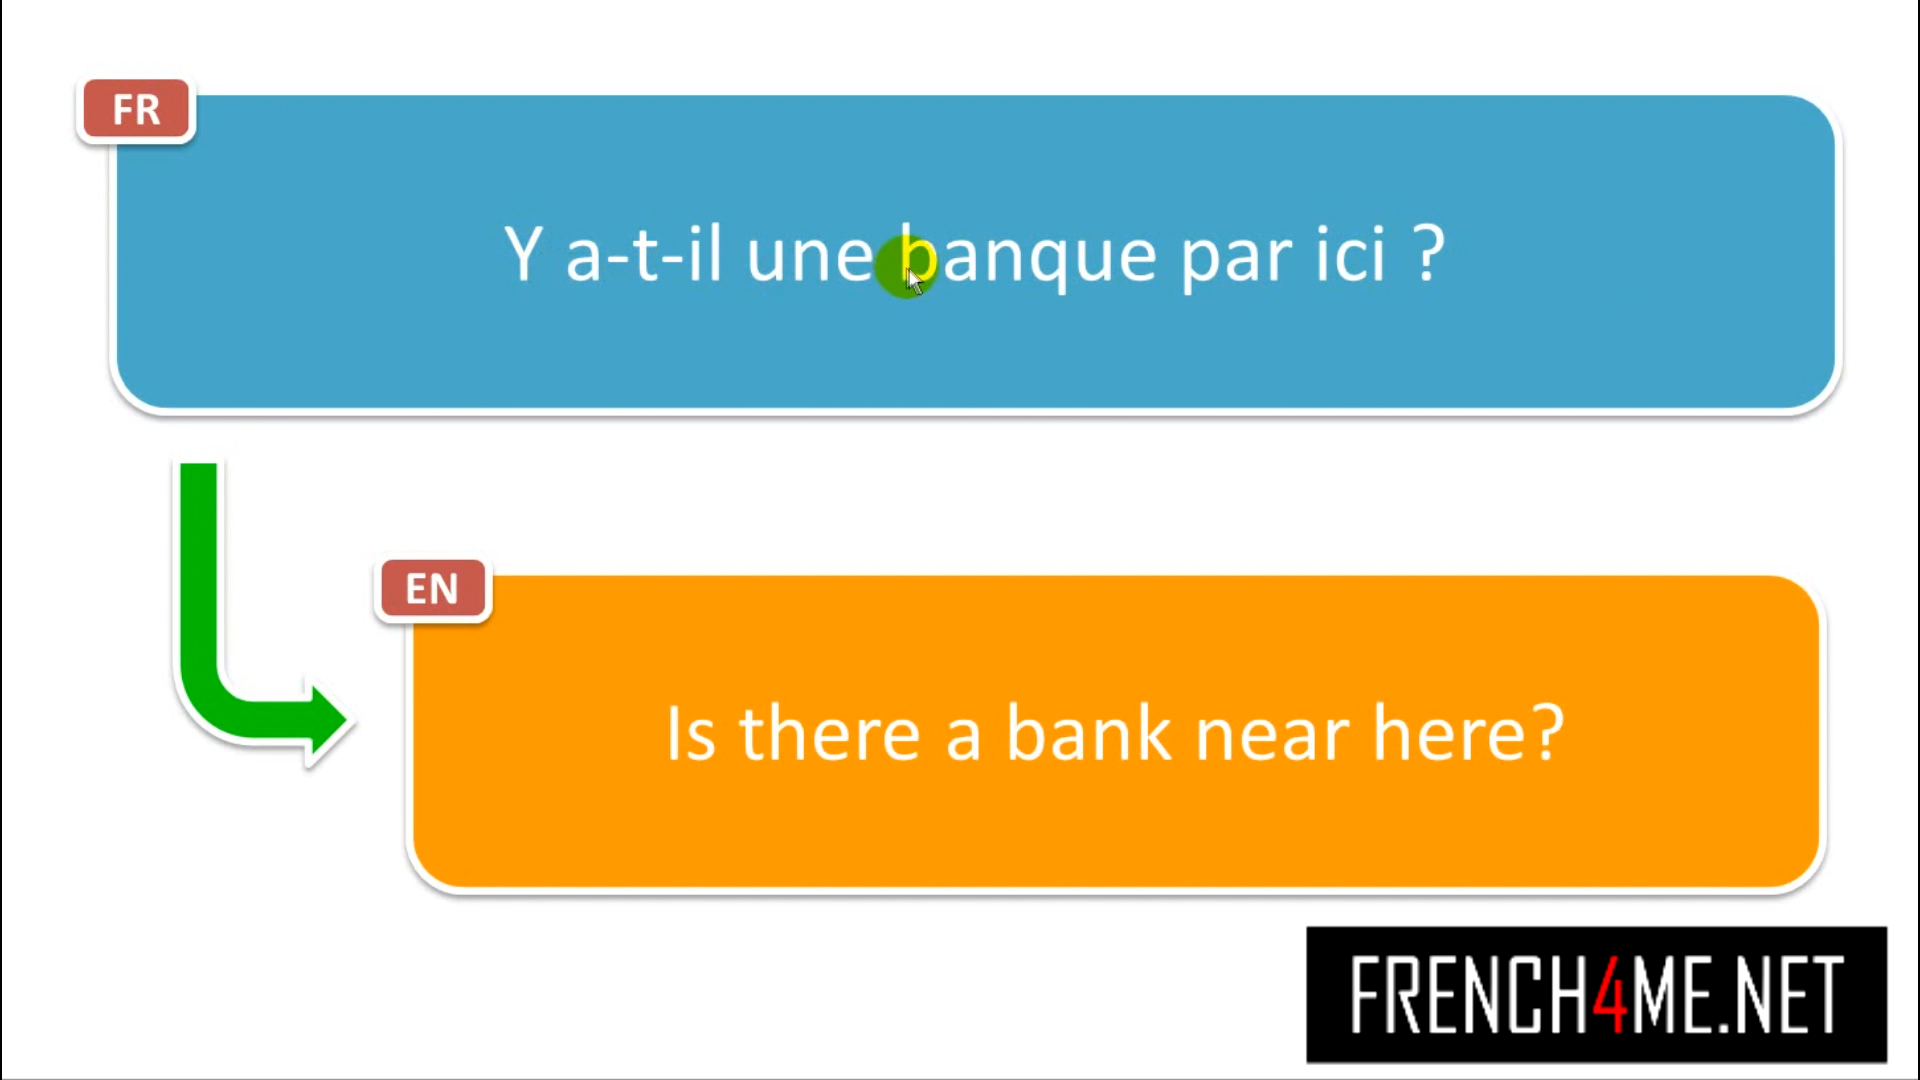 FR
Y a-t-il une banque par ici ?
EN
Is there a bank near here?
FRENCH4ME.NET